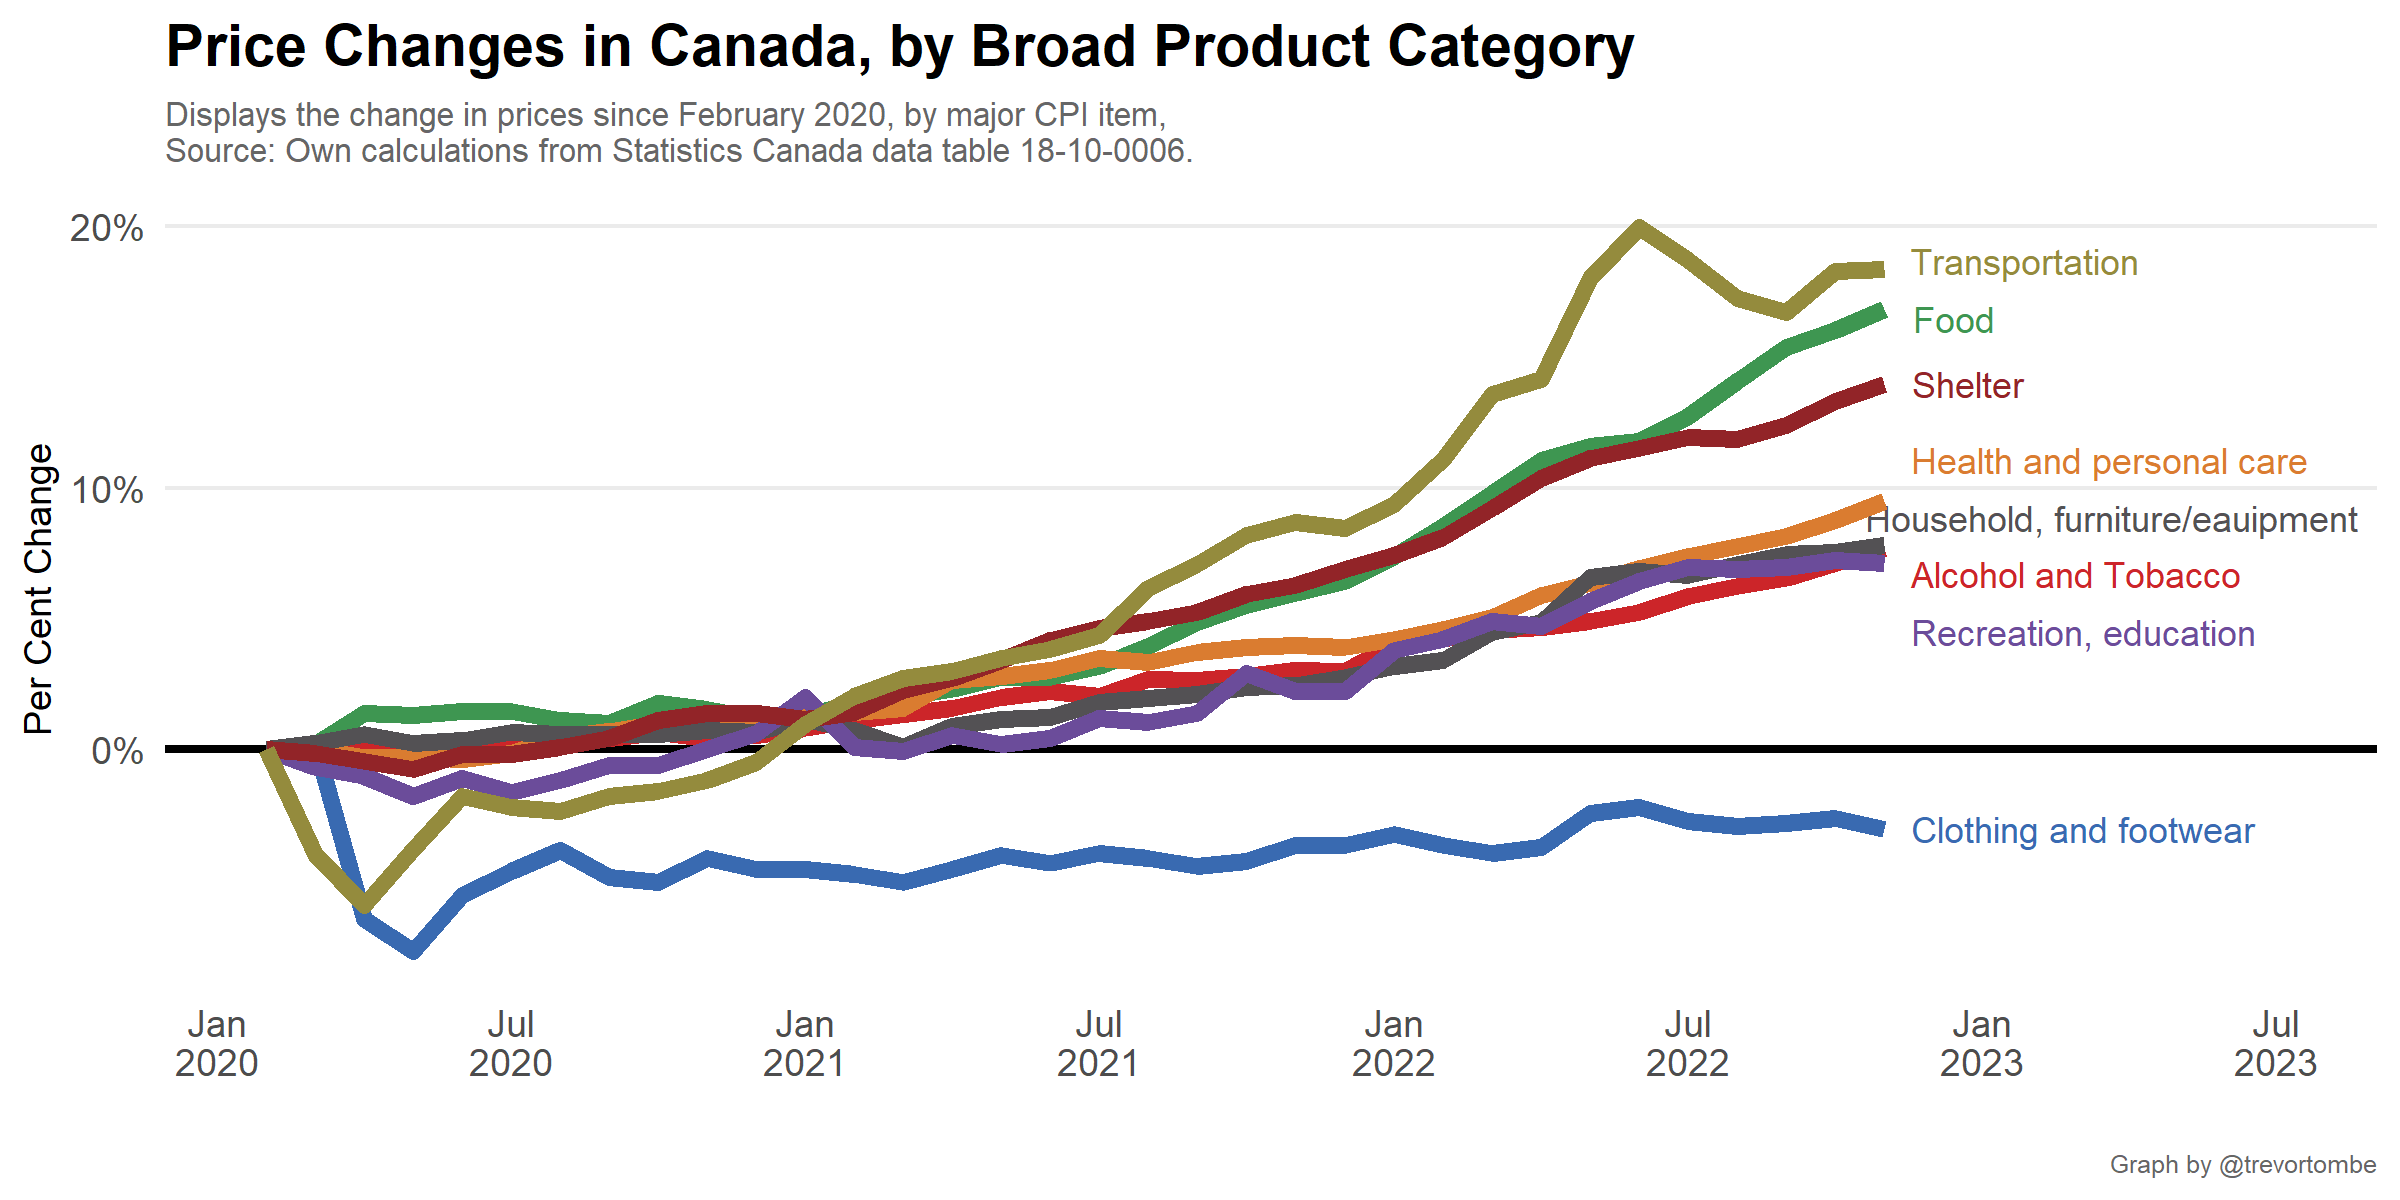 Price Changes in Canada, by Broad Product Category
Displays the change in prices since February 2020, by major CPI item,
Source: Own calculations from Statistics Canada data table 18-10-0006.
Per Cent Change
20%
10%
0%
Transportation
Food
Shelter
Health and personal care
Household, furniture/eauipment
Alcohol and Tobacco
Recreation, education
Clothing and footwear
Jan
2020
Jul
2020
Jan
2021
Jul
2021
Jan
2022
Jul
2022
Jan
2023
Jul
2023
Graph by @trevortombe